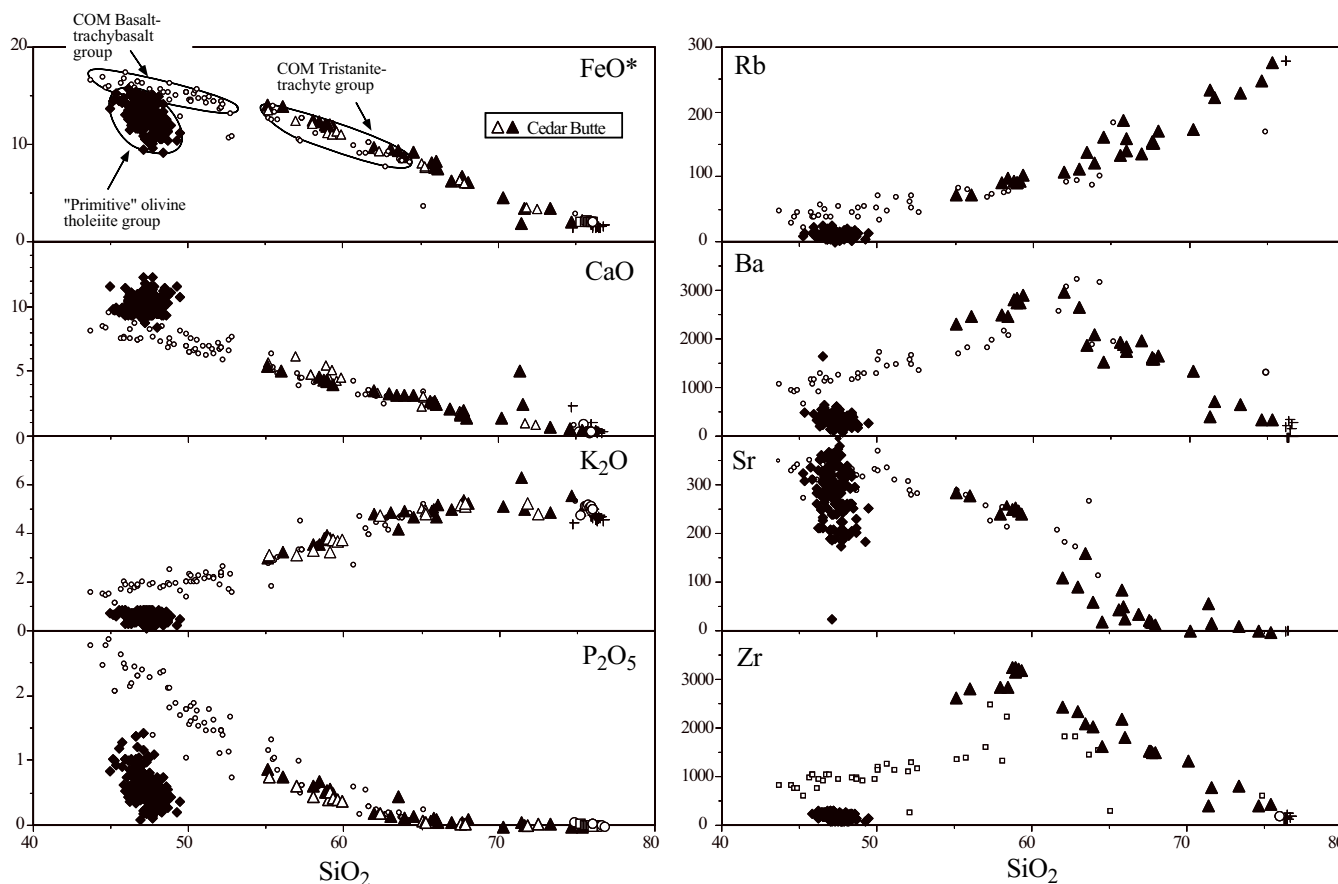 COM Basalt-
trachybasalt
group
COM Tristanite-
trachyte group
"Primitive" olivine
tholeiite group
Cedar Butte
FeO*
20
10
0
CaO
10
5
0
K2O
6
4
2
0
P2O5
2
1
0
40
50
60
70
80
SiO2
Rb
300
200
100
0
Ba
3000
2000
1000
0
Sr
300
200
100
0
Zr
3000
2000
1000
0
40
50
60
70
80
SiO2